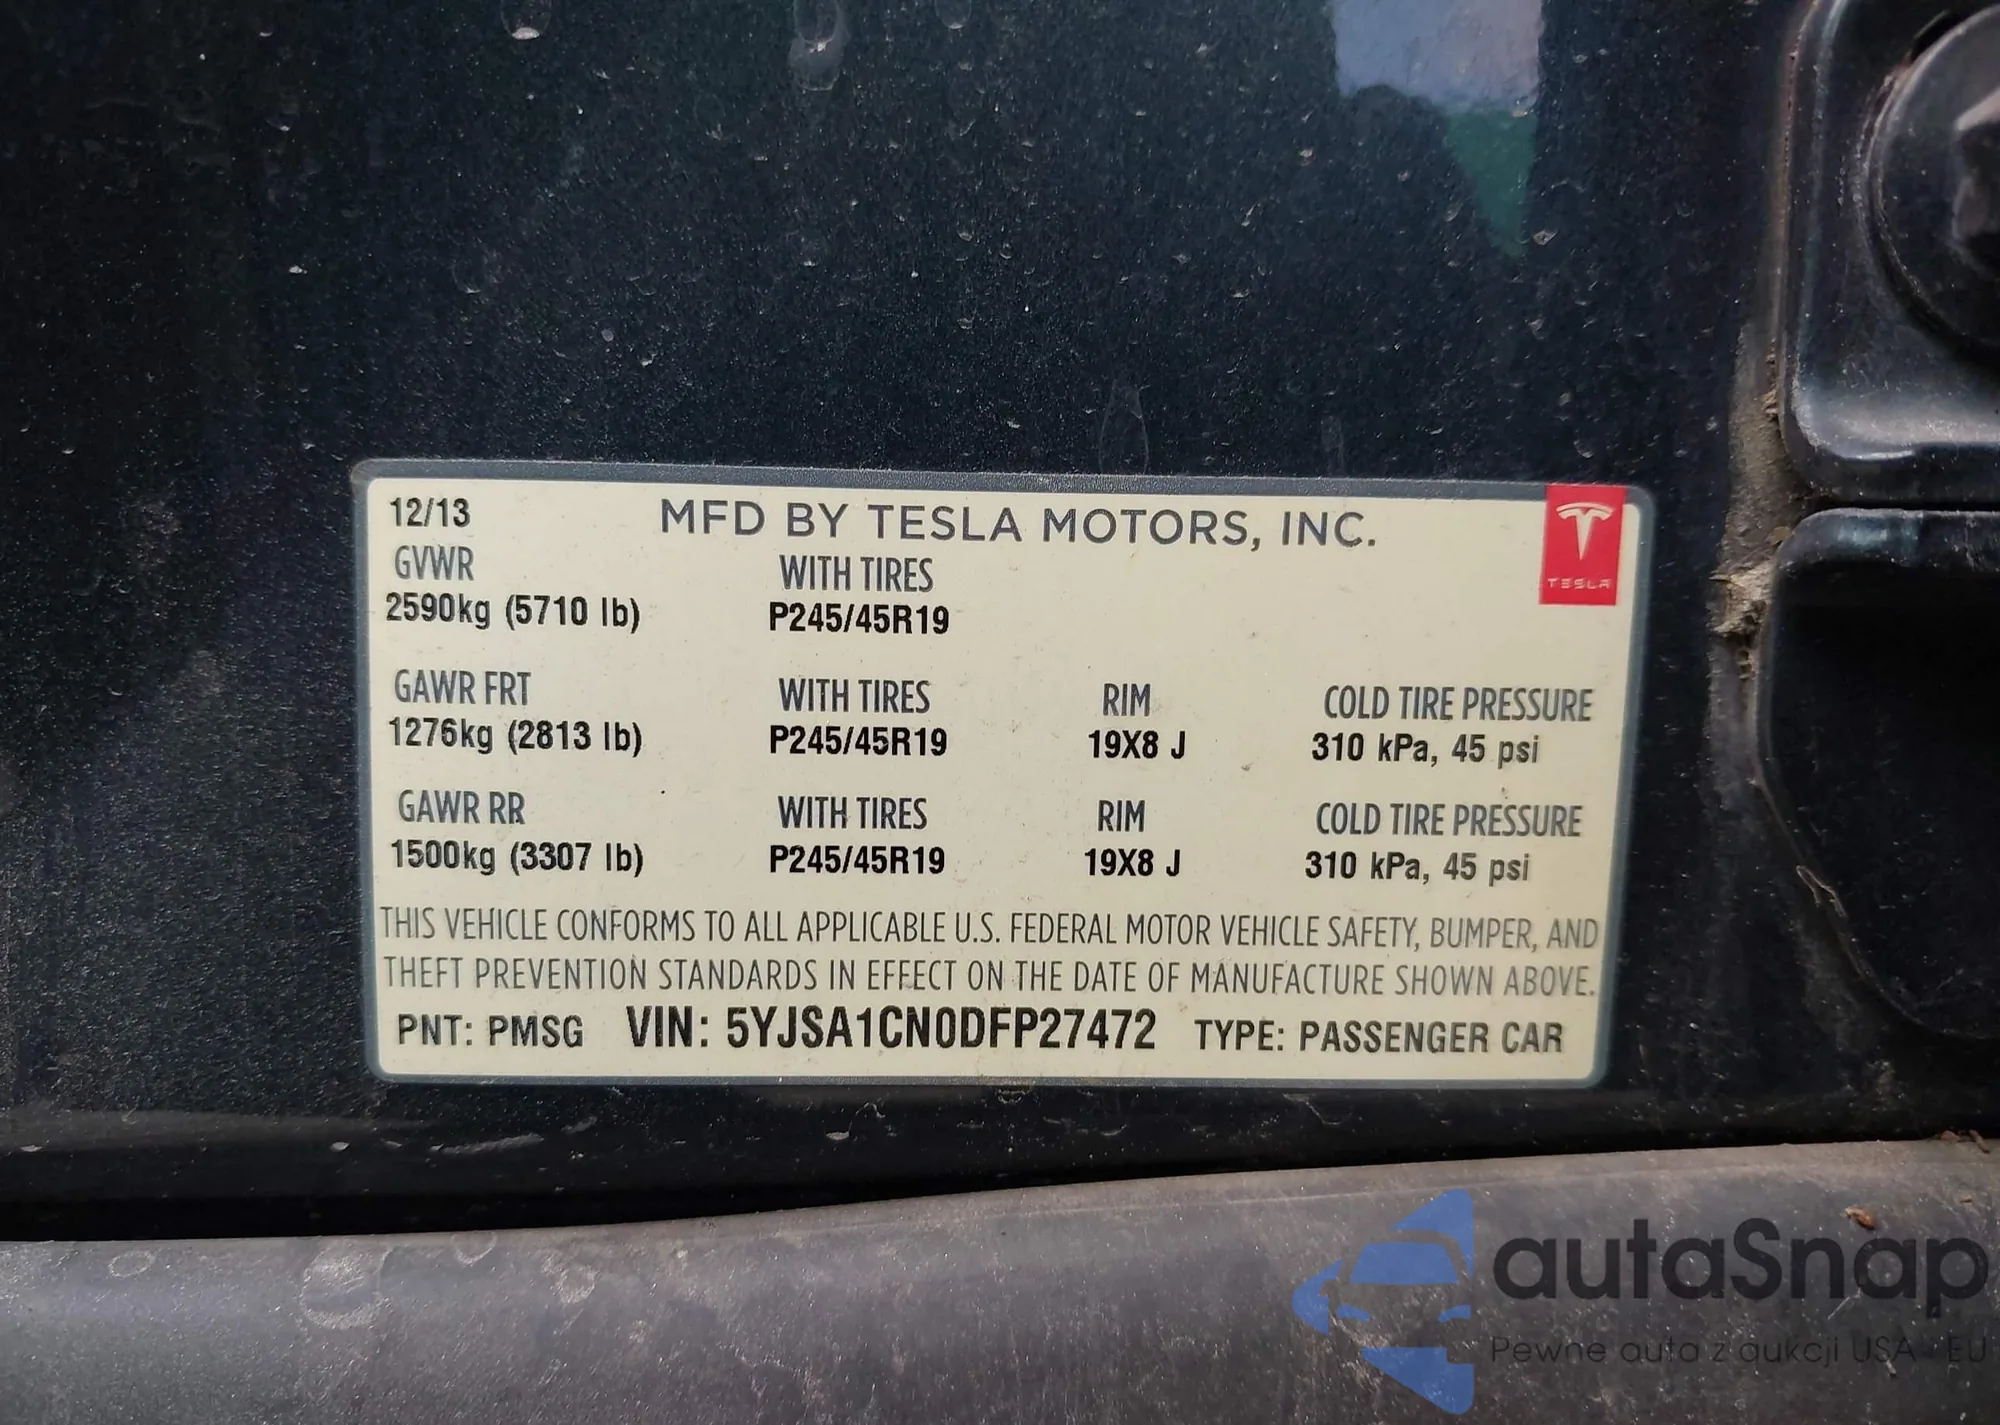 12/13 MFD BY TESLA MOTORS, INC.
TESLA
GVWR WITH TIRES
2590kg (5710 lb) P245/45R19
GAWR FRT WITH TIRES RIM COLD TIRE PRESSURE
1276kg (2813 lb) P245/45R19 19X8 J 310 kPa, 45 psi
GAWR RR WITH TIRES RIM COLD TIRE PRESSURE
1500kg (3307 lb) P245/45R19 19X8 J 310 kPa, 45 psi
THIS VEHICLE CONFORMS TO ALL APPLICABLE U.S. FEDERAL MOTOR VEHICLE SAFETY, BUMPER, AND
THEFT PREVENTION STANDARDS IN EFFECT ON THE DATE OF MANUFACTURE SHOWN ABOVE.
PNT: PMSG VIN: 5YJSA1CN0DFP27472 TYPE: PASSENGER CAR
autaSnap
Pewne auta z aukcji USA i EU